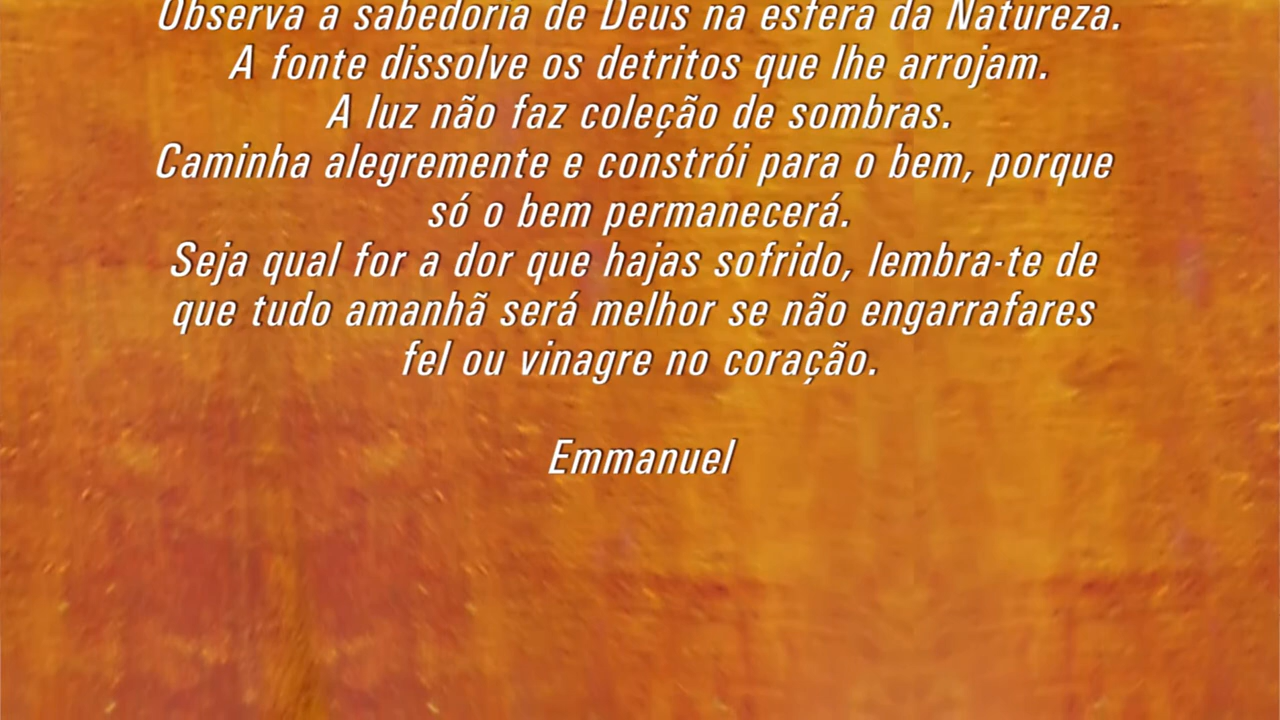 Observa a sabedoria de Deus na esfera da Natureza.
A fonte dissolve os detritos que lhe arrojam.
A luz não faz coleção de sombras.
Caminha alegremente e constrói para o bem, porque
só o bem permanecerá.
Seja qual for a dor que hajas sofrido, lembra-te de
que tudo amanhã será melhor se não engarrafares
fel ou vinagre no coração.
Emmanuel